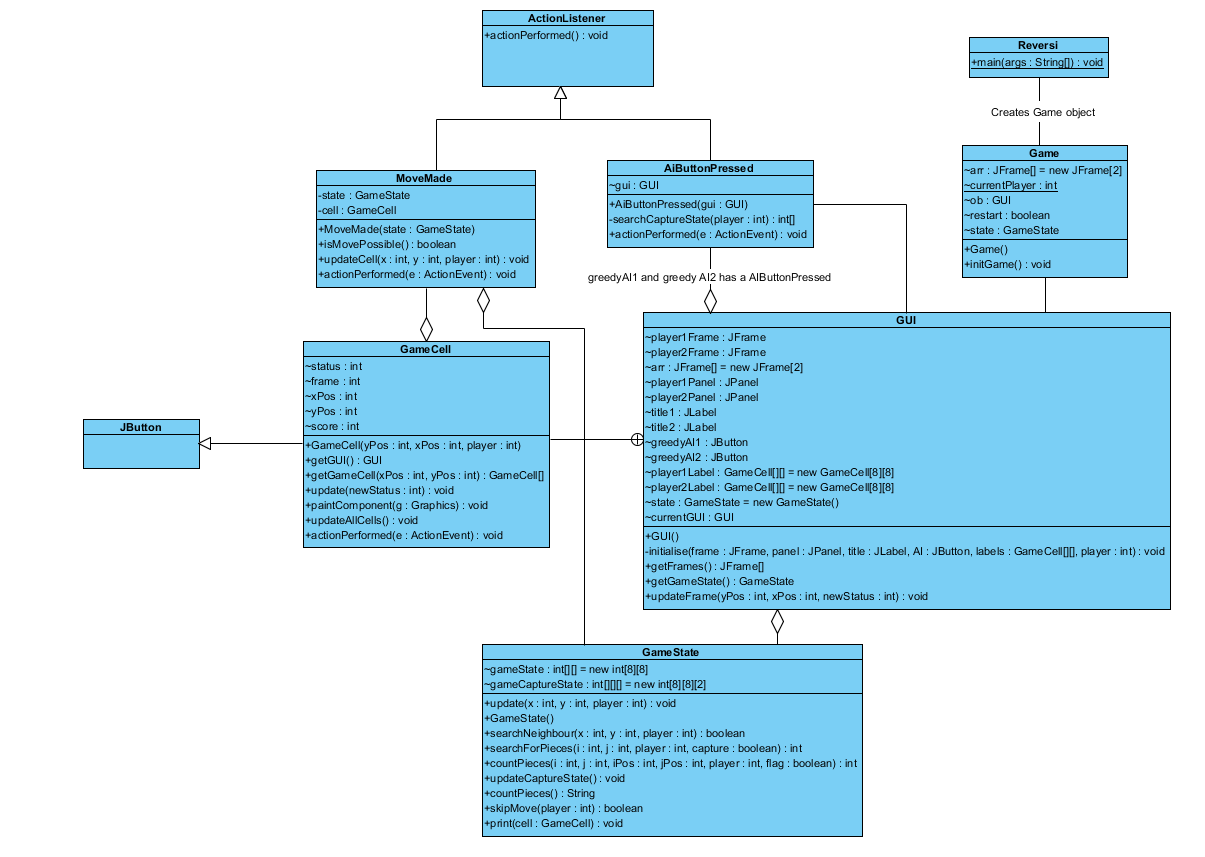 ActionListener
+actionPerformed() : void
Reversi
+main(args : String[]) : void
Creates Game object
Game
~arr : JFrame[] = new JFrame[2]
~currentPlayer : int
~ob : GUI
~restart : boolean
~state : GameState
+Game()
+initGame() : void
MoveMade
-state : GameState
-cell : GameCell
+MoveMade(state : GameState)
+isMovePossible() : boolean
+updateCell(x : int, y : int, player : int) : void
+actionPerformed(e : ActionEvent) : void
AiButtonPressed
~gui : GUI
+AiButtonPressed(gui : GUI)
-searchCaptureState(player : int) : int[]
+actionPerformed(e : ActionEvent) : void
greedyAI1 and greedy AI2 has a AIButtonPressed
GameCell
~status : int
~frame : int
~xPos : int
~yPos : int
~score : int
+GameCell(yPos : int, xPos : int, player : int)
+getGUI() : GUI
+getGameCell(xPos : int, yPos : int) : GameCell[]
+update(newStatus : int) : void
+paintComponent(g : Graphics) : void
+updateAllCells() : void
+actionPerformed(e : ActionEvent) : void
JButton
GUI
~player1Frame : JFrame
~player2Frame : JFrame
~arr : JFrame[] = new JFrame[2]
~player1Panel : JPanel
~player2Panel : JPanel
~title1 : JLabel
~title2 : JLabel
~greedyAI1 : JButton
~greedyAI2 : JButton
~player1Label : GameCell[][] = new GameCell[8][8]
~player2Label : GameCell[][] = new GameCell[8][8]
~state : GameState = new GameState()
~currentGUI : GUI
+GUI()
-initialise(frame : JFrame, panel : JPanel, title : JLabel, AI : JButton, labels : GameCell[][], player : int) : void
+getFrames() : JFrame[]
+getGameState() : GameState
+updateFrame(yPos : int, xPos : int, newStatus : int) : void
GameState
~gameState : int[][] = new int[8][8]
~gameCaptureState : int[][][] = new int[8][8][2]
+update(x : int, y : int, player : int) : void
+GameState()
+searchNeighbour(x : int, y : int, player : int) : boolean
+searchForPieces(i : int, j : int, player : int, capture : boolean) : int
+countPieces(i : int, j : int, iPos : int, jPos : int, player : int, flag : boolean) : int
+updateCaptureState() : void
+countPieces() : String
+skipMove(player : int) : boolean
+print(cell : GameCell) : void